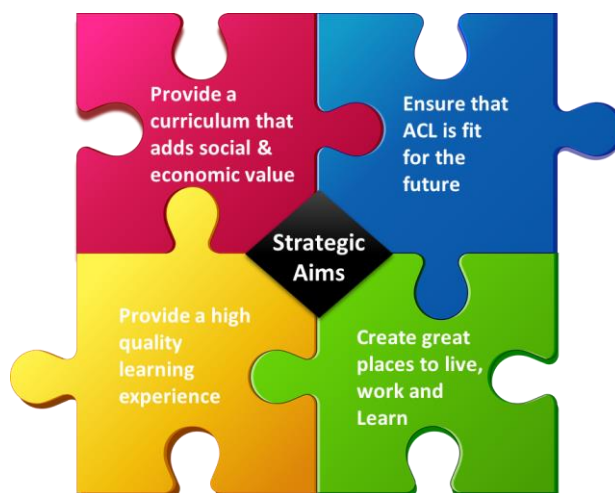 Provide a
curriculum that
adds social &
economic value
Ensure that
ACL is fit
for the
future
Strategic
Aims
Provide a high
quality
learning
experience
Create great
places to live,
work and
Learn